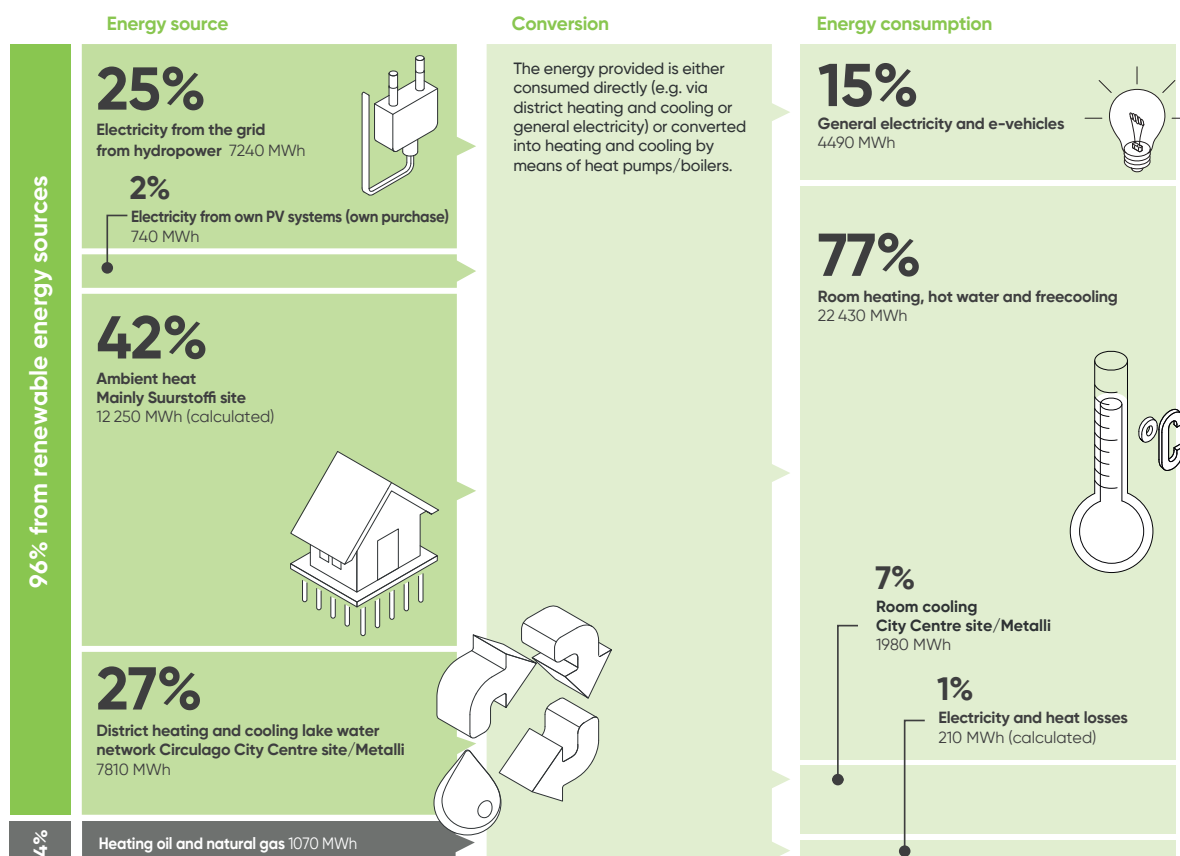 Energy source
Conversion
Energy consumption
96% from renewable energy sources
25%
Electricity from the grid
from hydropower 7240 MWh
2%
Electricity from own PV systems (own purchase)
740 MWh
42%
Ambient heat
Mainly Suurstoffi site
12 250 MWh (calculated)
27%
District heating and cooling lake water
network Circulago City Centre site/Metalli
7810 MWh
4%
Heating oil and natural gas 1070 MWh
The energy provided is either
consumed directly (e.g. via
district heating and cooling or
general electricity) or converted
into heating and cooling by
means of heat pumps/boilers.
15%
General electricity and e-vehicles
4490 MWh
77%
Room heating, hot water and freecooling
22 430 MWh
°C
7%
Room cooling
City Centre site/Metalli
1980 MWh
1%
Electricity and heat losses
210 MWh (calculated)